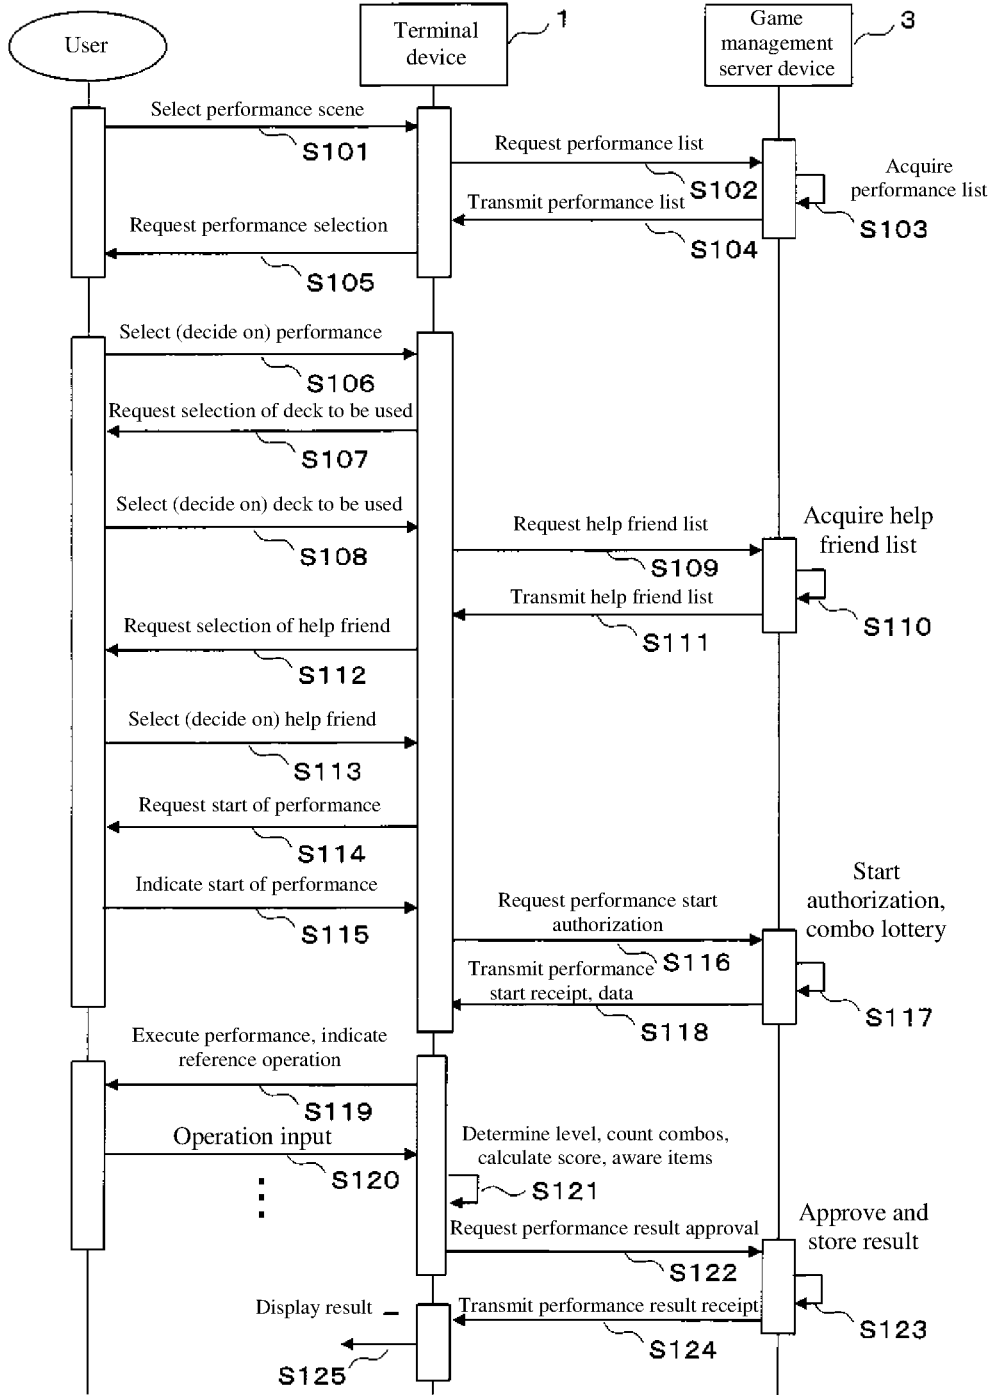 User
Terminal
device
1
Game
management
server device
3
Select performance scene
S101
Request performance list
S102
Acquire
performance list
S103
Transmit performance list
S104
Request performance selection
S105
Select (decide on) performance
S106
Request selection of deck to be used
S107
Select (decide on) deck to be used
S108
Request help friend list
S109
Acquire help
friend list
S110
Transmit help friend list
S111
Request selection of help friend
S112
Select (decide on) help friend
S113
Request start of performance
S114
Indicate start of performance
S115
Request performance start
authorization
S116
Start
authorization,
combo lottery
S117
Transmit performance
start receipt, data
S118
Execute performance, indicate
reference operation
S119
Operation input
S120
Determine level, count combos,
calculate score, aware items
S121
Request performance result approval
S122
Approve and
store result
S123
Transmit performance result receipt
S124
Display result
S125